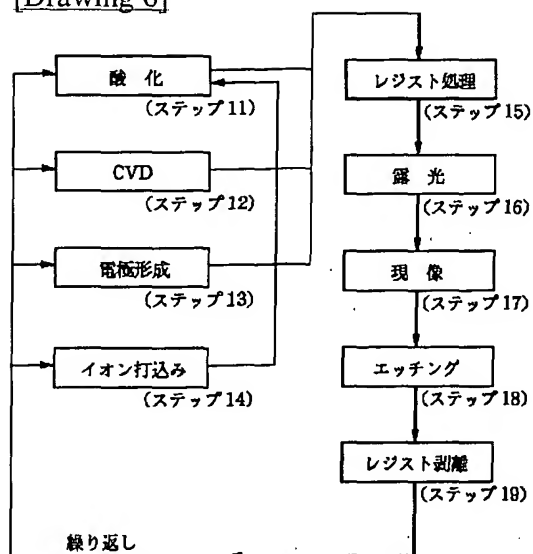 [Drawing 6]
酸 化
(ステップ11)
CVD
(ステップ12)
電極形成
(ステップ13)
イオン打込み
(ステップ14)
レジスト処理
(ステップ15)
露 光
(ステップ16)
現 像
(ステップ17)
エッチング
(ステップ18)
レジスト剥離
(ステップ19)
繰り返し